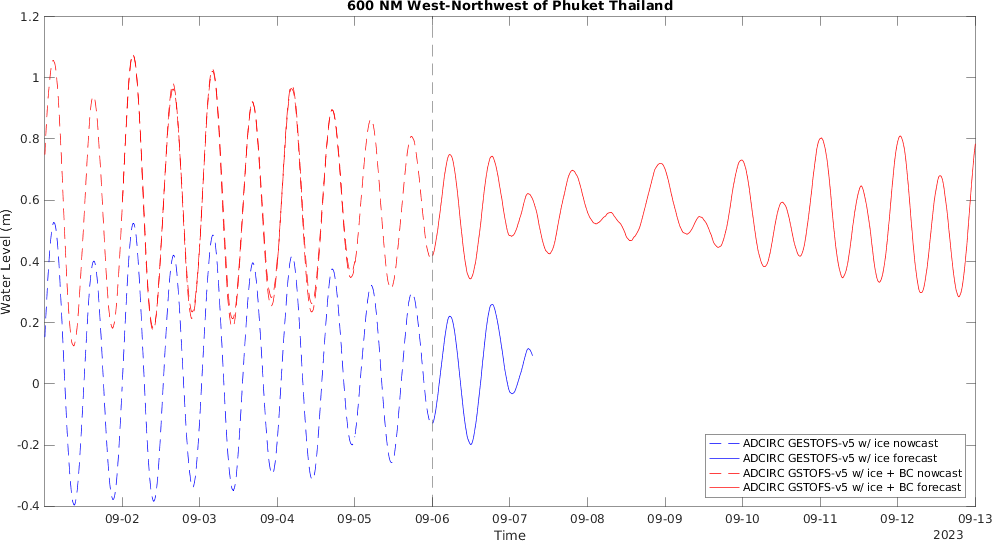 600 NM West-Northwest of Phuket Thailand
1.2
1
0.8
0.6
0.4
0.2
0
-0.2
-0.4
Water Level (m)
ADCIRC GESTOFS-v5 w/ ice nowcast
ADCIRC GESTOFS-v5 w/ ice forecast
ADCIRC GSTOFS-v5 w/ ice + BC nowcast
ADCIRC GSTOFS-v5 w/ ice + BC forecast
09-02 09-03 09-04 09-05 09-06 09-07 09-08 09-09 09-10 09-11 09-12 09-13
Time
2023